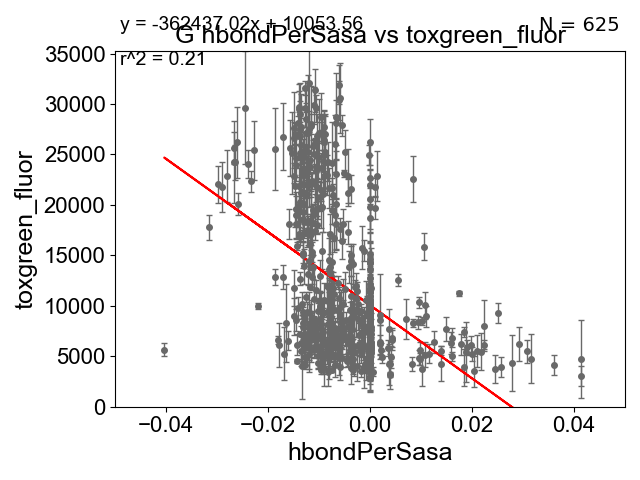 y = -362437.02x + 10053.56
N = 625
G hbondPerSasa vs toxgreen_fluor
r^2 = 0.21
35000
30000
25000
20000
15000
10000
5000
0
toxgreen_fluor
−0.04 −0.02 0.00 0.02 0.04
hbondPerSasa